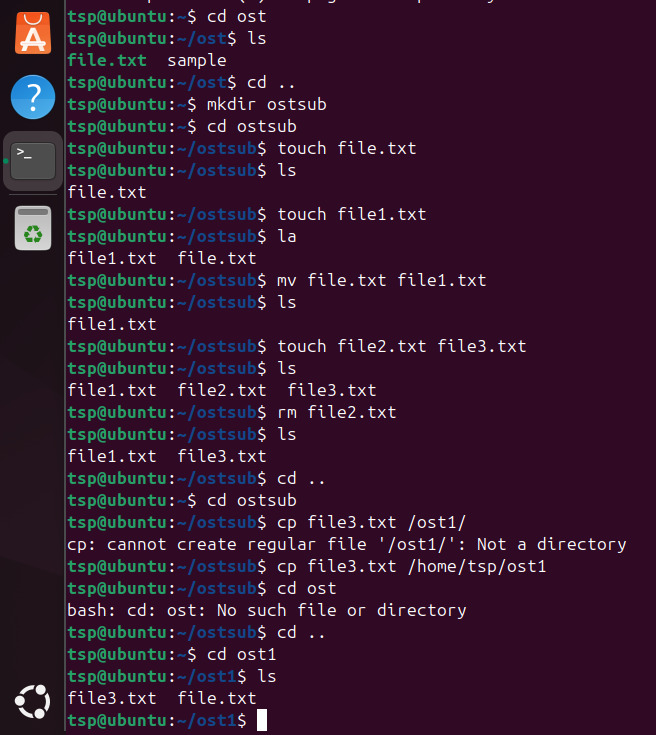 tsp@ubuntu:~$ cd ost
tsp@ubuntu:~/ost$ ls
file.txt  sample
tsp@ubuntu:~/ost$ cd ..
tsp@ubuntu:~$ mkdir ostsub
tsp@ubuntu:~$ cd ostsub
tsp@ubuntu:~/ostsub$ touch file.txt
tsp@ubuntu:~/ostsub$ ls
file.txt
tsp@ubuntu:~/ostsub$ touch file1.txt
tsp@ubuntu:~/ostsub$ la
file1.txt  file.txt
tsp@ubuntu:~/ostsub$ mv file.txt file1.txt
tsp@ubuntu:~/ostsub$ ls
file1.txt
tsp@ubuntu:~/ostsub$ touch file2.txt file3.txt
tsp@ubuntu:~/ostsub$ ls
file1.txt  file2.txt  file3.txt
tsp@ubuntu:~/ostsub$ rm file2.txt
tsp@ubuntu:~/ostsub$ ls
file1.txt  file3.txt
tsp@ubuntu:~/ostsub$ cd ..
tsp@ubuntu:~$ cd ostsub
tsp@ubuntu:~/ostsub$ cp file3.txt /ost1/
cp: cannot create regular file '/ost1/': Not a directory
tsp@ubuntu:~/ostsub$ cp file3.txt /home/tsp/ost1
tsp@ubuntu:~/ostsub$ cd ost
bash: cd: ost: No such file or directory
tsp@ubuntu:~/ostsub$ cd ..
tsp@ubuntu:~$ cd ost1
tsp@ubuntu:~/ost1$ ls
file3.txt  file.txt
tsp@ubuntu:~/ost1$